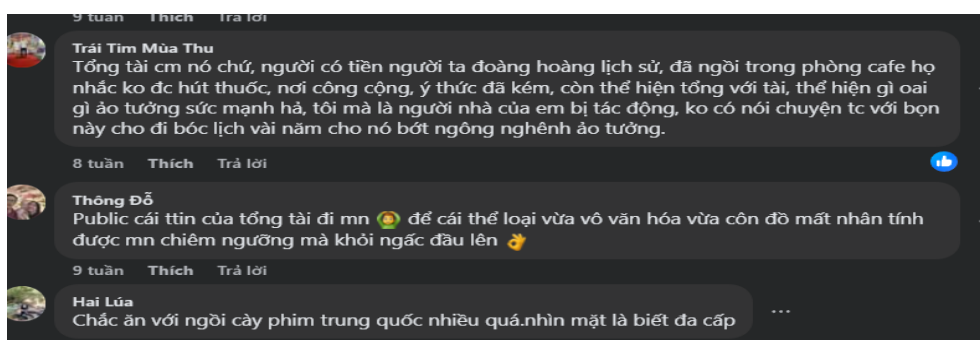 9 tuần Thích Trả lời
Trái Tim Mùa Thu
Tổng tài cm nó chứ, người có tiền người ta đoàng hoàng lịch sử, đã ngồi trong phòng cafe họ
nhắc ko đc hút thuốc, nơi công cộng, ý thức đã kém, còn thể hiện tổng với tài, thể hiện gì oai
gì ảo tưởng sức mạnh hả, tôi mà là người nhà của em bị tác động, ko có nói chuyện tc với bọn
này cho đi bóc lịch vài năm cho nó bớt ngông nghênh ảo tưởng.
8 tuần Thích Trả lời
Thông Đỗ
Public cái ttin của tổng tài đi mn 🙆‍♂️ để cái thể loại vừa vô văn hóa vừa côn đồ mất nhân tính
được mn chiêm ngưỡng mà khỏi ngấc đầu lên 👌
9 tuần Thích Trả lời
Hai Lúa
Chắc ăn với ngồi cày phim trung quốc nhiều quá.nhìn mặt là biết đa cấp